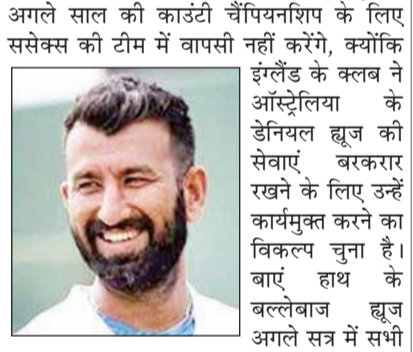 अगले साल की काउंटी चैंपियनशिप के लिए
ससेक्स की टीम में वापसी नहीं करेंगे, क्योंकि
इंग्लैंड के क्लब ने
ऑस्ट्रेलिया के
डेनियल ह्यूज की
सेवाएं बरकरार
रखने के लिए उन्हें
कार्यमुक्त करने का
विकल्प चुना है।
बाएं हाथ के
बल्लेबाज ह्यूज
अगले सत्र में सभी